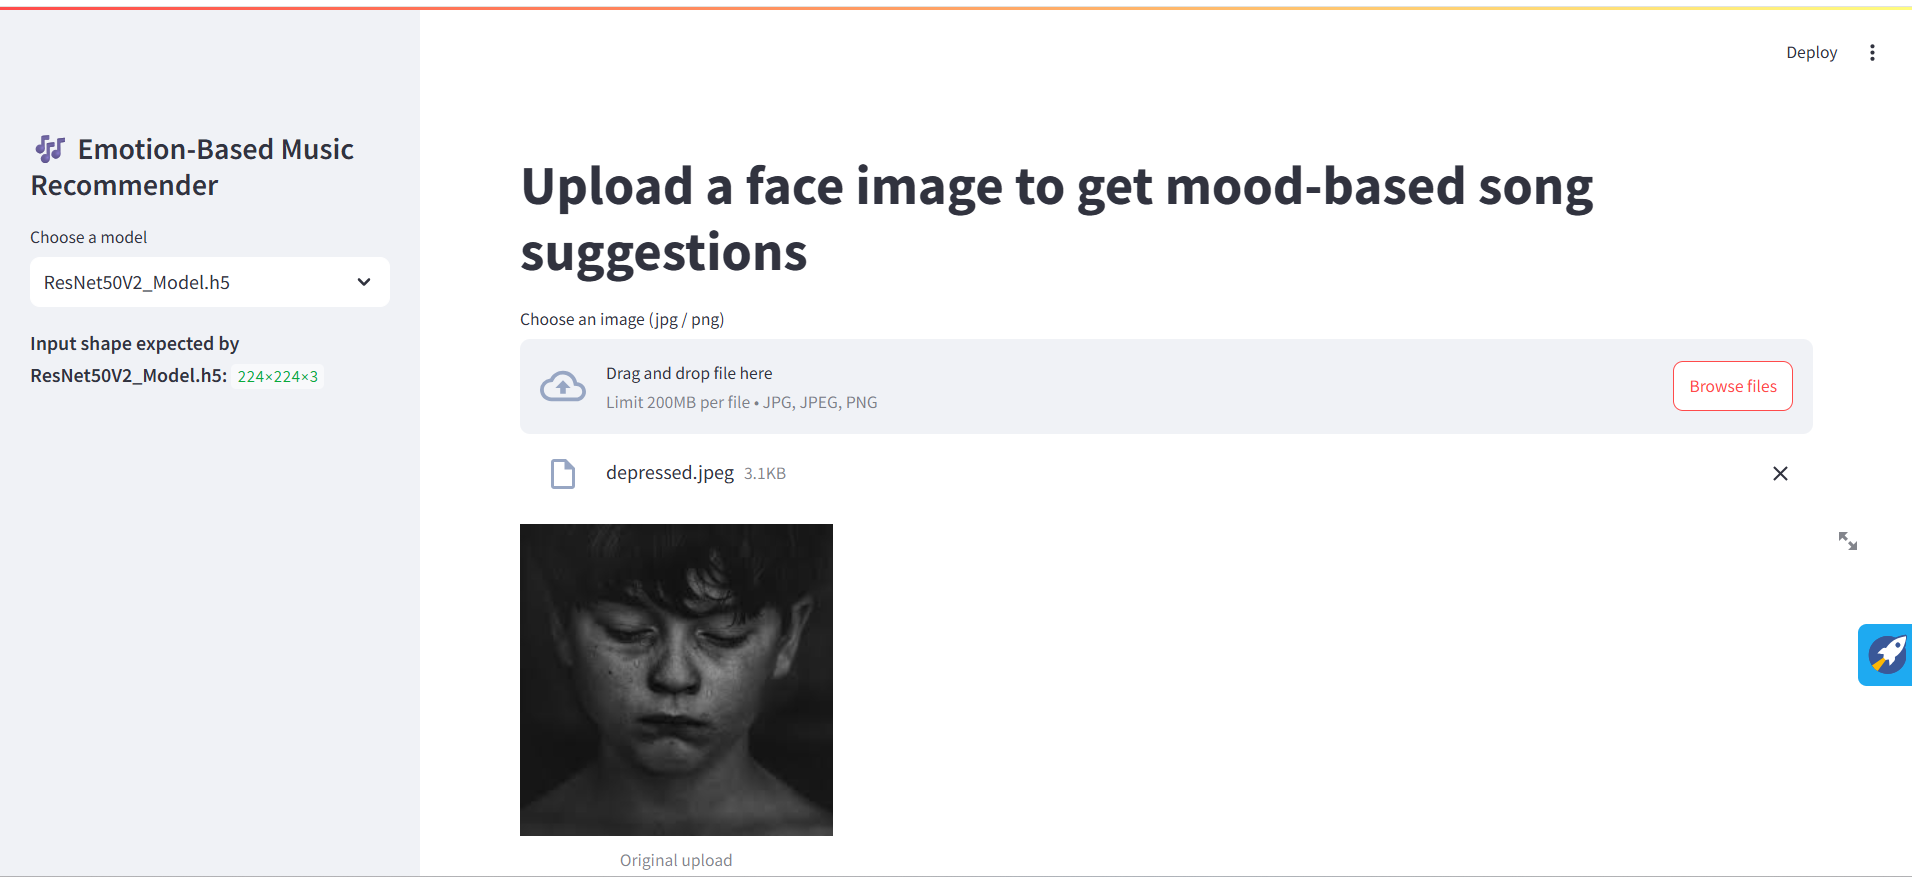 Deploy
Emotion-Based Music
Recommender
Choose a model
ResNet50V2_Model.h5
Input shape expected by
ResNet50V2_Model.h5: 224×224×3
Upload a face image to get mood-based song
suggestions
Choose an image (jpg / png)
Drag and drop file here
Limit 200MB per file • JPG, JPEG, PNG
Browse files
depressed.jpeg 3.1KB
Original upload